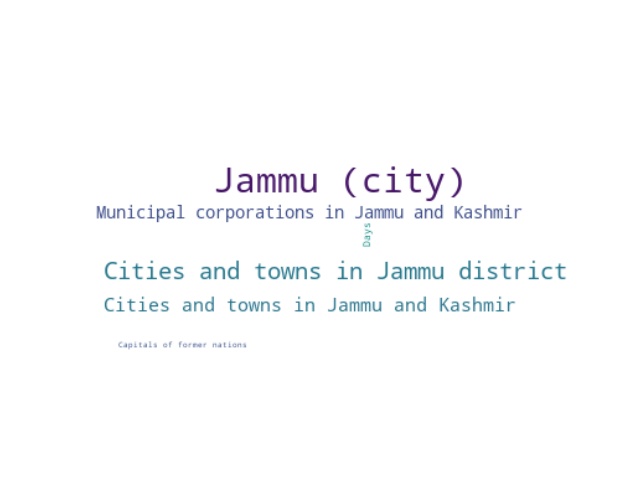 Jammu (city)
Municipal corporations in Jammu and Kashmir
Days
Cities and towns in Jammu district
Cities and towns in Jammu and Kashmir
Capitals of former nations